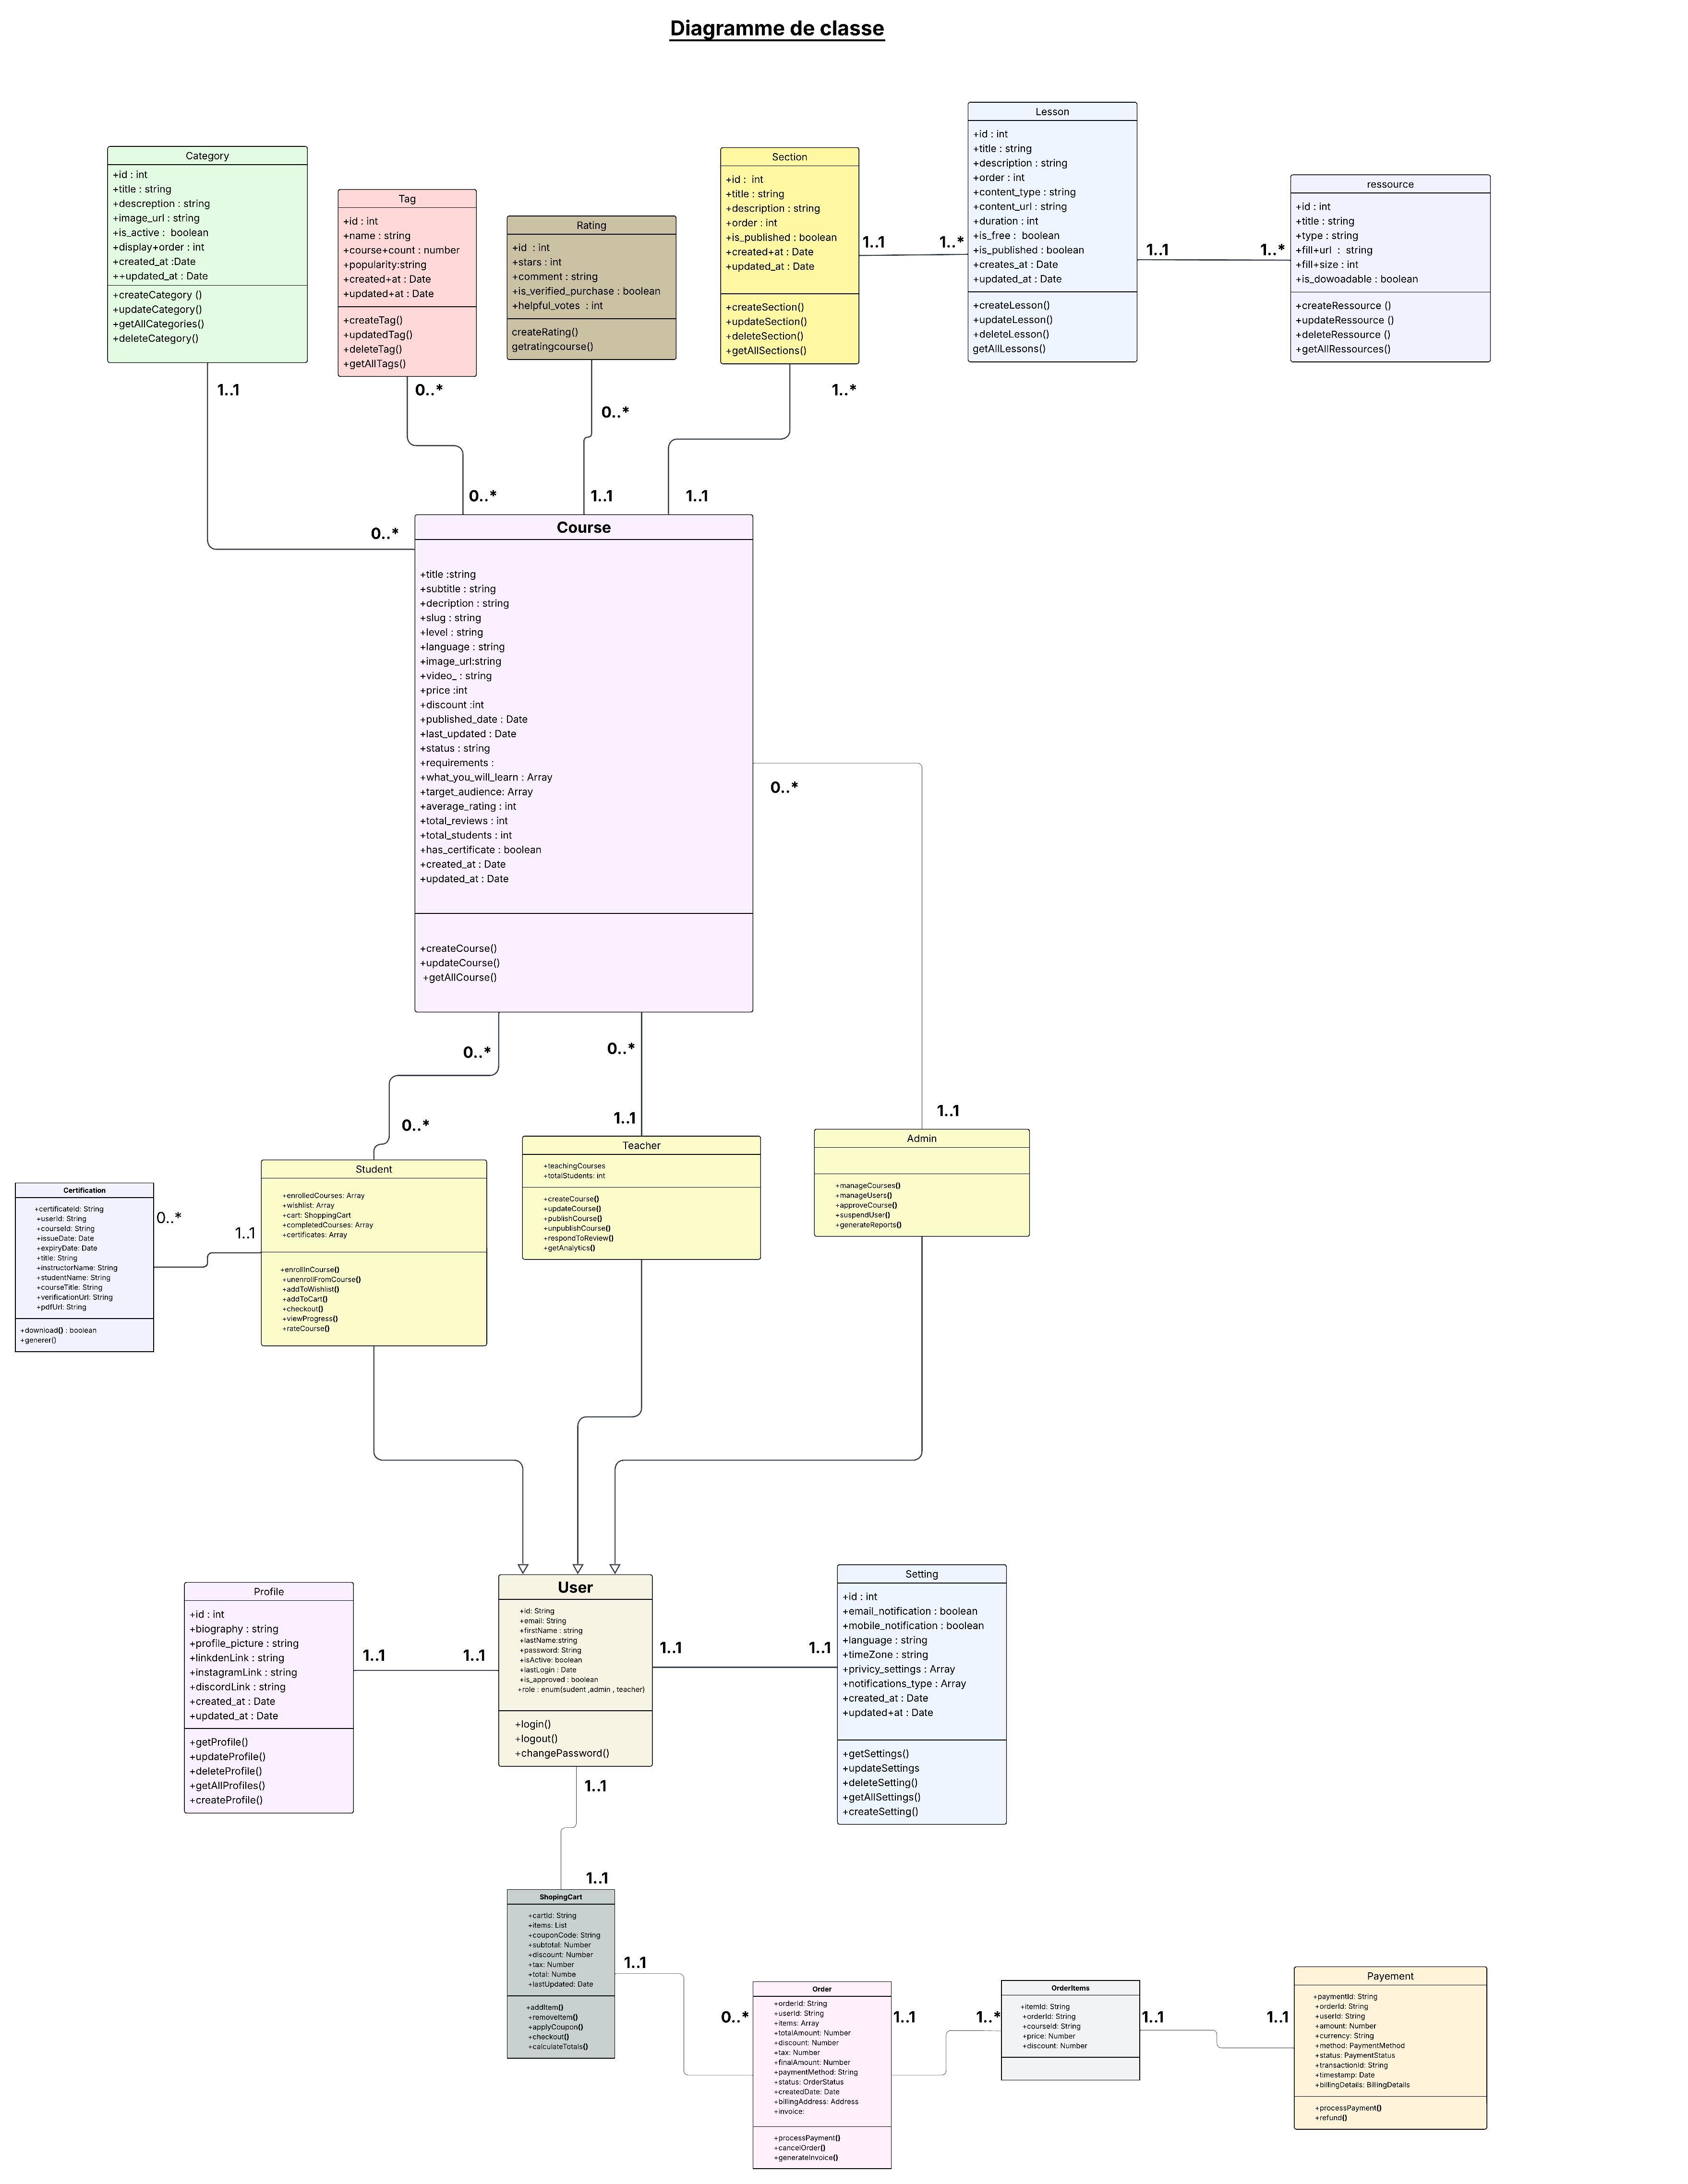 Diagramme de classe
Category
+id : int
+title : string
+descreption : string
+image_url : string
+is_active :  boolean
+display+order : int
+created_at :Date
++updated_at : Date
+createCategory ()
+updateCategory()
+getAllCategories()
+deleteCategory()
Tag
+id : int
+name : string
+course+count : number
+popularity:string
+created+at : Date
+updated+at : Date
+createTag()
+updatedTag()
+deleteTag()
+getAllTags()
Rating
+id  : int
+stars : int
+comment : string
+is_verified_purchase : boolean
+helpful_votes  : int
createRating()
getratingcourse()
Section
+id :  int
+title : string
+description : string
+order : int
+is_published : boolean
+created+at : Date
+updated_at : Date
+createSection()
+updateSection()
+deleteSection()
+getAllSections()
1..1
1..*
Lesson
+id : int
+title : string
+description : string
+order : int
+content_type : string
+content_url : string
+duration : int
+is_free :  boolean
+is_published : boolean
+creates_at : Date
+updated_at : Date
+createLesson()
+updateLesson()
+deleteLesson()
getAllLessons()
1..1
1..*
ressource
+id : int
+title : string
+type : string
+fill+url  :  string
+fill+size : int
+is_dowoadable : boolean
+createRessource ()
+updateRessource ()
+deleteRessource ()
+getAllRessources()
1..1
0..*
0..*
1..*
0..*
0..*
1..1
1..1
Course
+title :string
+subtitle : string
+decription : string
+slug : string
+level : string
+language : string
+image_url:string
+video_ : string
+price :int
+discount :int
+published_date : Date
+last_updated : Date
+status : string
+requirements :
+what_you_will_learn : Array
+target_audience: Array
+average_rating : int
+total_reviews : int
+total_students : int
+has_certificate : boolean
+created_at : Date
+updated_at : Date
+createCourse()
+updateCourse()
+getAllCourse()
0..*
0..*
0..*
0..*
1..1
1..1
Certification
+certificateId: String
+userId: String
+courseId: String
+issueDate: Date
+expiryDate: Date
+title: String
+instructorName: String
+studentName: String
+courseTitle: String
+verificationUrl: String
+pdfUrl: String
+download() : boolean
+generer()
0..*
1..1
Student
+enrolledCourses: Array
+wishlist: Array
+cart: ShoppingCart
+completedCourses: Array
+certificates: Array
+enrollInCourse()
+unenrollFromCourse()
+addToWishlist()
+addToCart()
+checkout()
+viewProgress()
+rateCourse()
Teacher
+teachingCourses
+totalStudents: int
+createCourse()
+updateCourse()
+publishCourse()
+unpublishCourse()
+respondToReview()
+getAnalytics()
Admin
+manageCourses()
+manageUsers()
+approveCourse()
+suspendUser()
+generateReports()
Profile
+id : int
+biography : string
+profile_picture : string
+linkdenLink : string
+instagramLink : string
+discordLink : string
+created_at : Date
+updated_at : Date
+getProfile()
+updateProfile()
+deleteProfile()
+getAllProfiles()
+createProfile()
1..1
1..1
User
+id: String
+email: String
+firstName : string
+lastName:string
+password: String
+isActive: boolean
+lastLogin : Date
+is_approved : boolean
+role : enum(sudent ,admin , teacher)
+login()
+logout()
+changePassword()
1..1
1..1
Setting
+id : int
+email_notification : boolean
+mobile_notification : boolean
+language : string
+timeZone : string
+privicy_settings : Array
+notifications_type : Array
+created_at : Date
+updated+at : Date
+getSettings()
+updateSettings
+deleteSetting()
+getAllSettings()
+createSetting()
1..1
1..1
ShopingCart
+cartId: String
+items: List
+couponCode: String
+subtotal: Number
+discount: Number
+tax: Number
+total: Numbe
+lastUpdated: Date
+addItem()
+removeItem()
+applyCoupon()
+checkout()
+calculateTotals()
1..1
0..*
Order
+orderId: String
+userId: String
+items: Array
+totalAmount: Number
+discount: Number
+tax: Number
+finalAmount: Number
+paymentMethod: String
+status: OrderStatus
+createdDate: Date
+billingAddress: Address
+invoice:
+processPayment()
+cancelOrder()
+generateInvoice()
1..1
1..*
OrderItems
+itemId: String
+orderId: String
+courseId: String
+price: Number
+discount: Number
1..1
1..1
Payement
+paymentId: String
+orderId: String
+userId: String
+amount: Number
+currency: String
+method: PaymentMethod
+status: PaymentStatus
+transactionId: String
+timestamp: Date
+billingDetails: BillingDetails
+processPayment()
+refund()